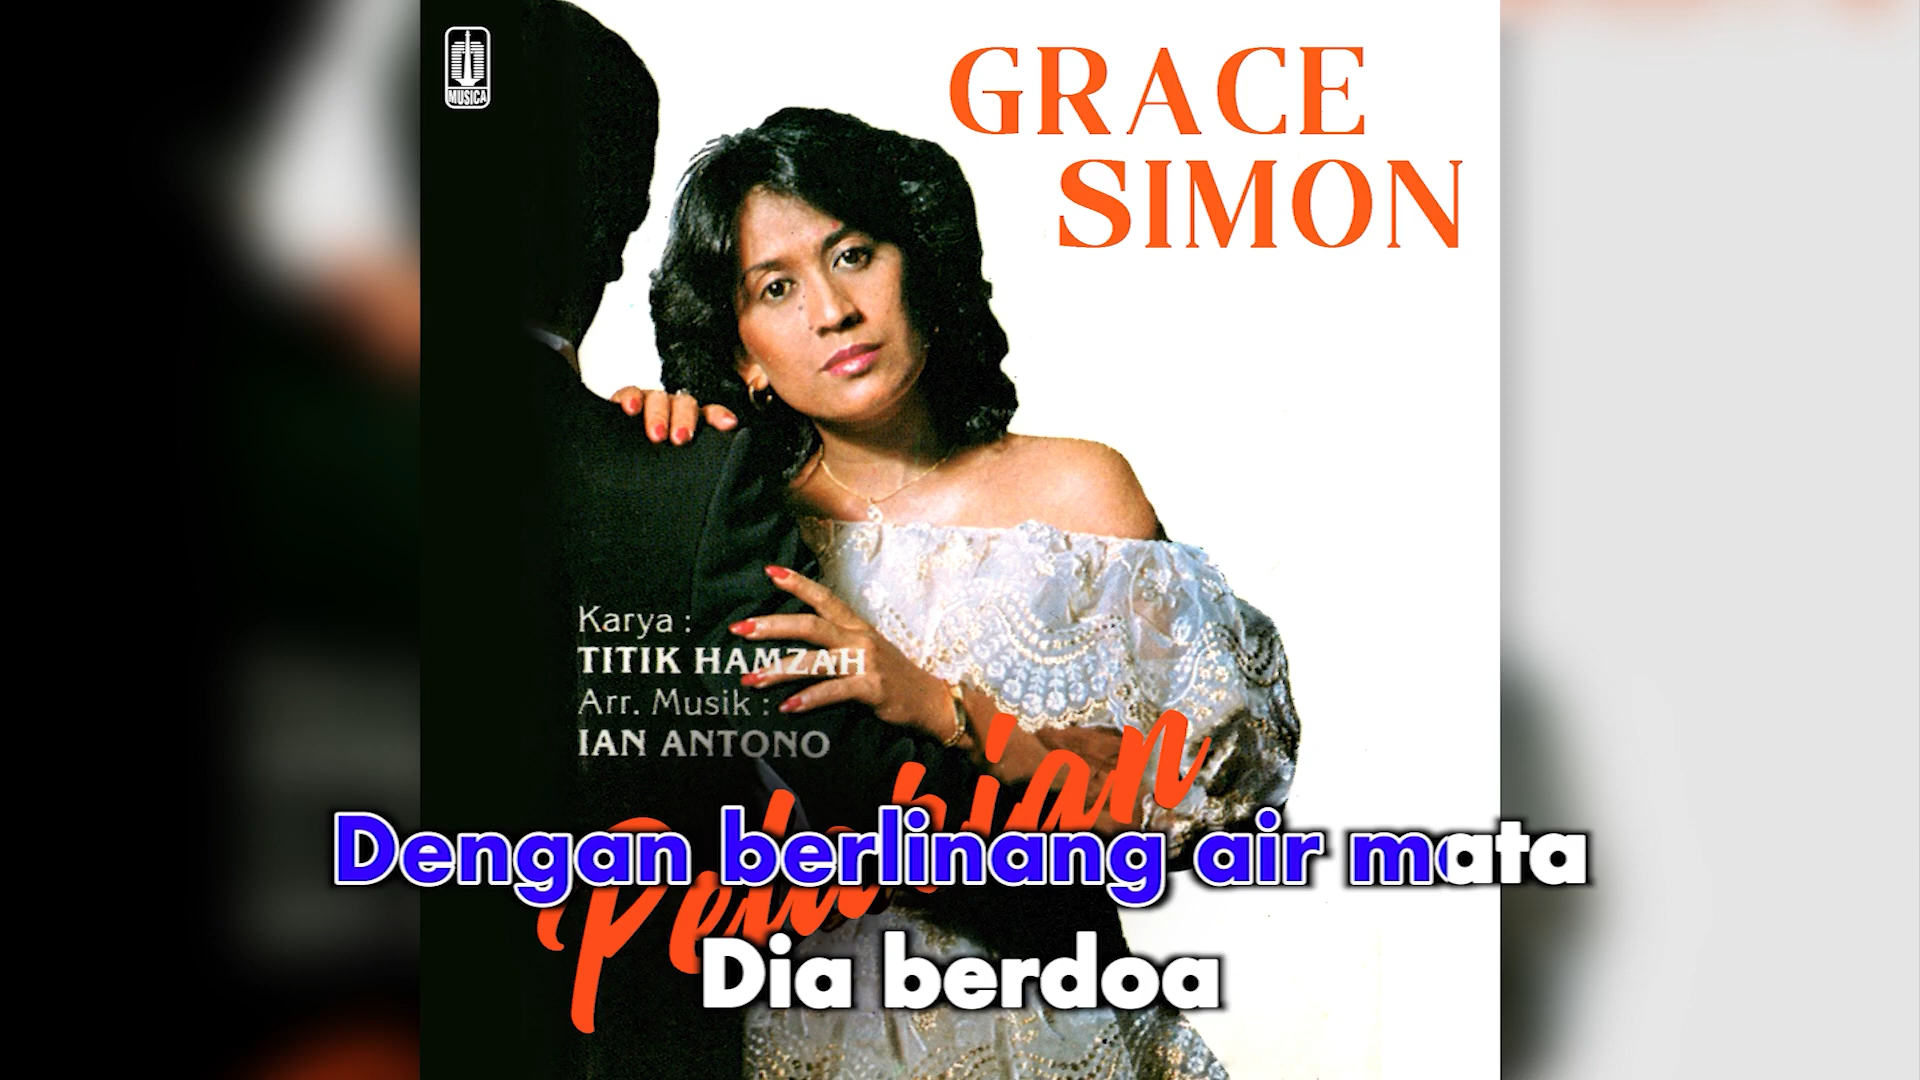 MUSICA
GRACE
SIMON
Karya :
TITIK HAMZAH
Arr. Musik :
IAN ANTONO
Dengan berlinang air mata
Dia berdoa